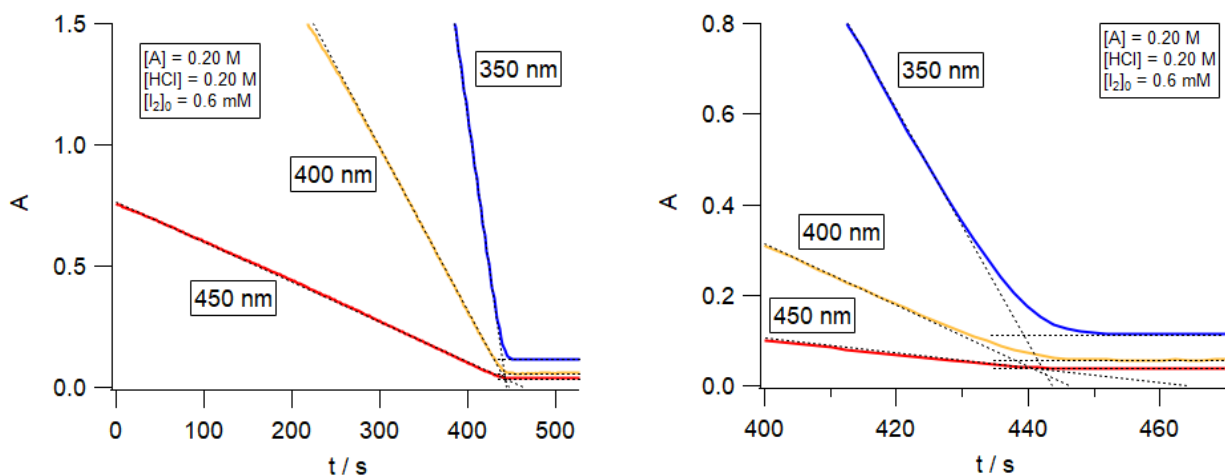 1.5
1.0
0.5
0.0
A
[A] = 0.20 M
[HCl] = 0.20 M
[I₂]₀ = 0.6 mM
350 nm
400 nm
450 nm
0 100 200 300 400 500
t / s
0.8
0.6
0.4
0.2
0.0
A
[A] = 0.20 M
[HCl] = 0.20 M
[I₂]₀ = 0.6 mM
350 nm
400 nm
450 nm
400 420 440 460
t / s